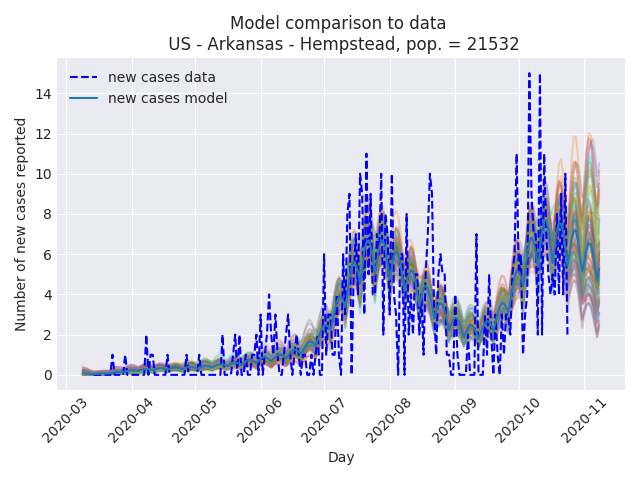 Model comparison to data
US - Arkansas - Hempstead, pop. = 21532
new cases data
new cases model
Number of new cases reported
14
12
10
8
6
4
2
0
2020-03
2020-04
2020-05
2020-06
2020-07
2020-08
2020-09
2020-10
2020-11
Day